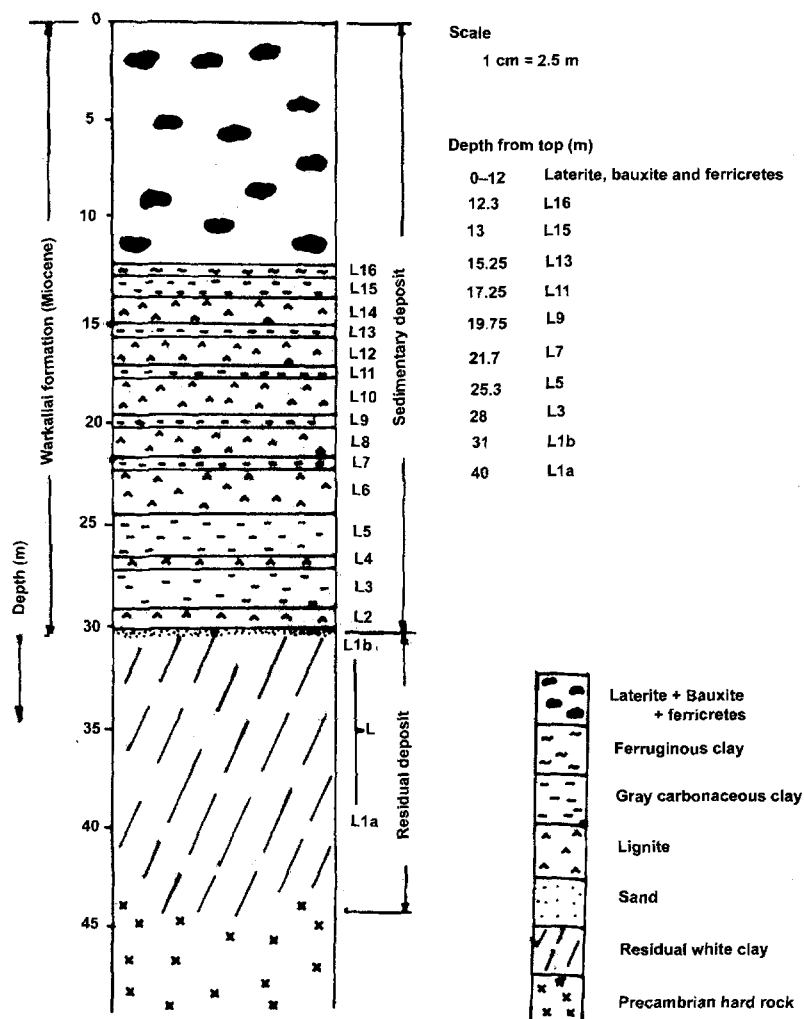 0
5
10
15
20
25
30
35
40
45
Depth (m)
Warkallai formation (Miocene)
L16
L15
L14
L13
L12
L11
L10
L9
L8
L7
L6
L5
L4
L3
L2
L1b
L
L1a
Sedimentary deposit
Residual deposit
Scale
1 cm = 2.5 m
Depth from top (m)
0–12 Laterite, bauxite and ferricretes
12.3 L16
13 L15
15.25 L13
17.25 L11
19.75 L9
21.7 L7
25.3 L5
28 L3
31 L1b
40 L1a
Laterite + Bauxite
+ ferricretes
Ferruginous clay
Gray carbonaceous clay
Lignite
Sand
Residual white clay
Precambrian hard rock